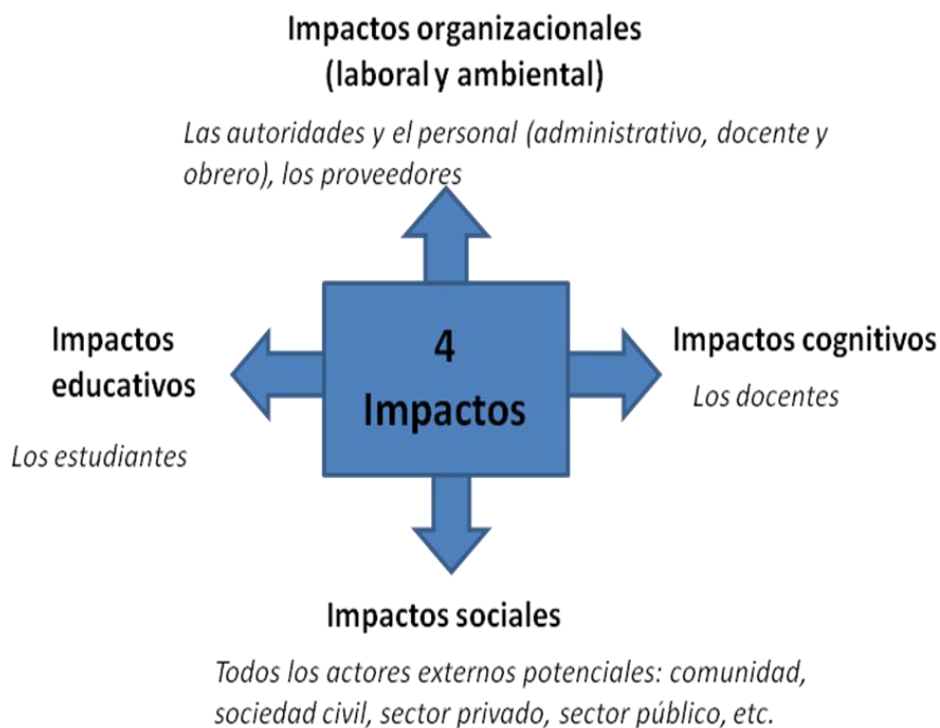 Impactos organizacionales
(laboral y ambiental)
Las autoridades y el personal (administrativo, docente y
obrero), los proveedores
Impactos
educativos
Los estudiantes
4
Impactos
Impactos cognitivos
Los docentes
Impactos sociales
Todos los actores externos potenciales: comunidad,
sociedad civil, sector privado, sector público, etc.